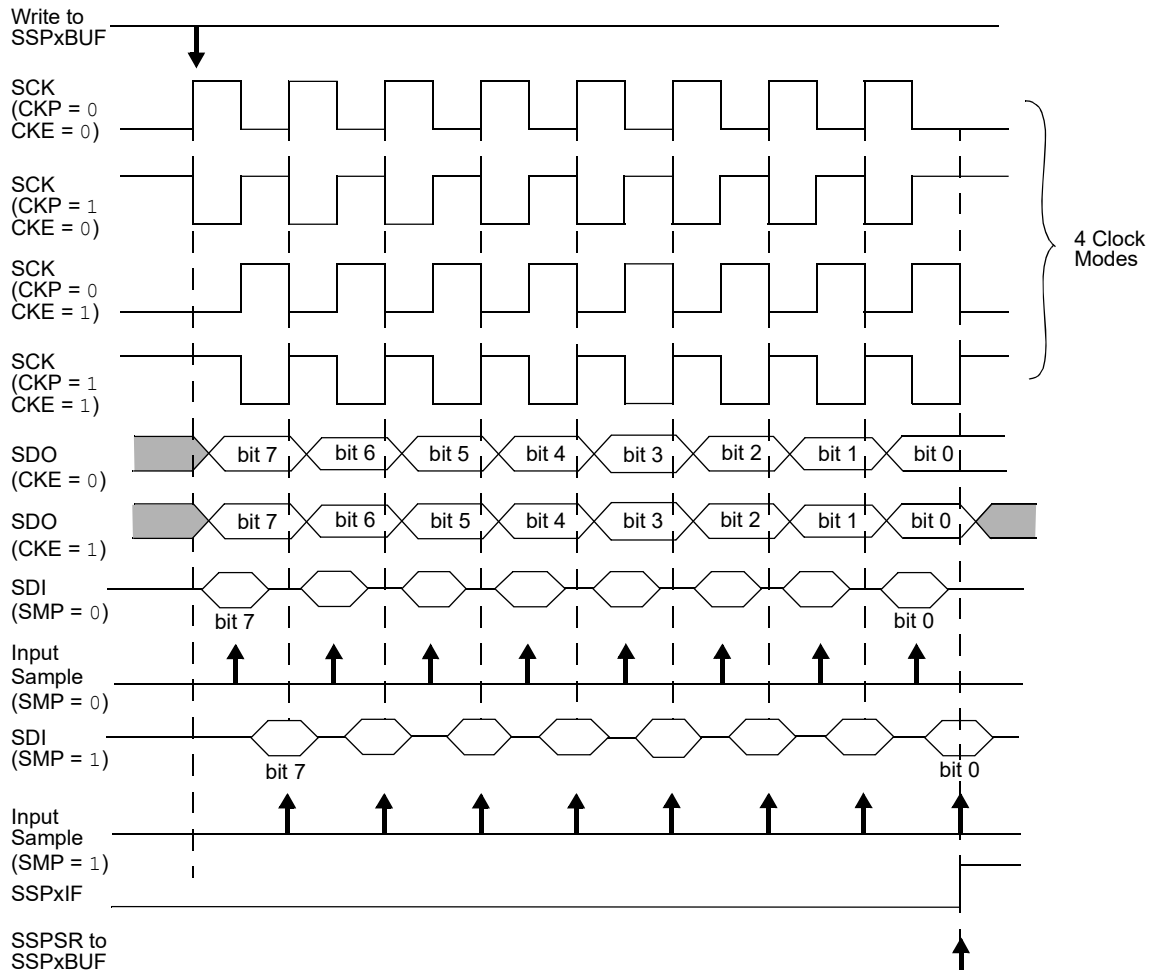 Write to
SSPxBUF
SCK
(CKP = 0
CKE = 0)
SCK
(CKP = 1
CKE = 0)
SCK
(CKP = 0
CKE = 1)
SCK
(CKP = 1
CKE = 1)
4 Clock
Modes
SDO
(CKE = 0)
bit 7 bit 6 bit 5 bit 4 bit 3 bit 2 bit 1 bit 0
SDO
(CKE = 1)
bit 7 bit 6 bit 5 bit 4 bit 3 bit 2 bit 1 bit 0
SDI
(SMP = 0)
bit 7 bit 0
Input
Sample
(SMP = 0)
SDI
(SMP = 1)
bit 7 bit 0
Input
Sample
(SMP = 1)
SSPxIF
SSPSR to
SSPxBUF